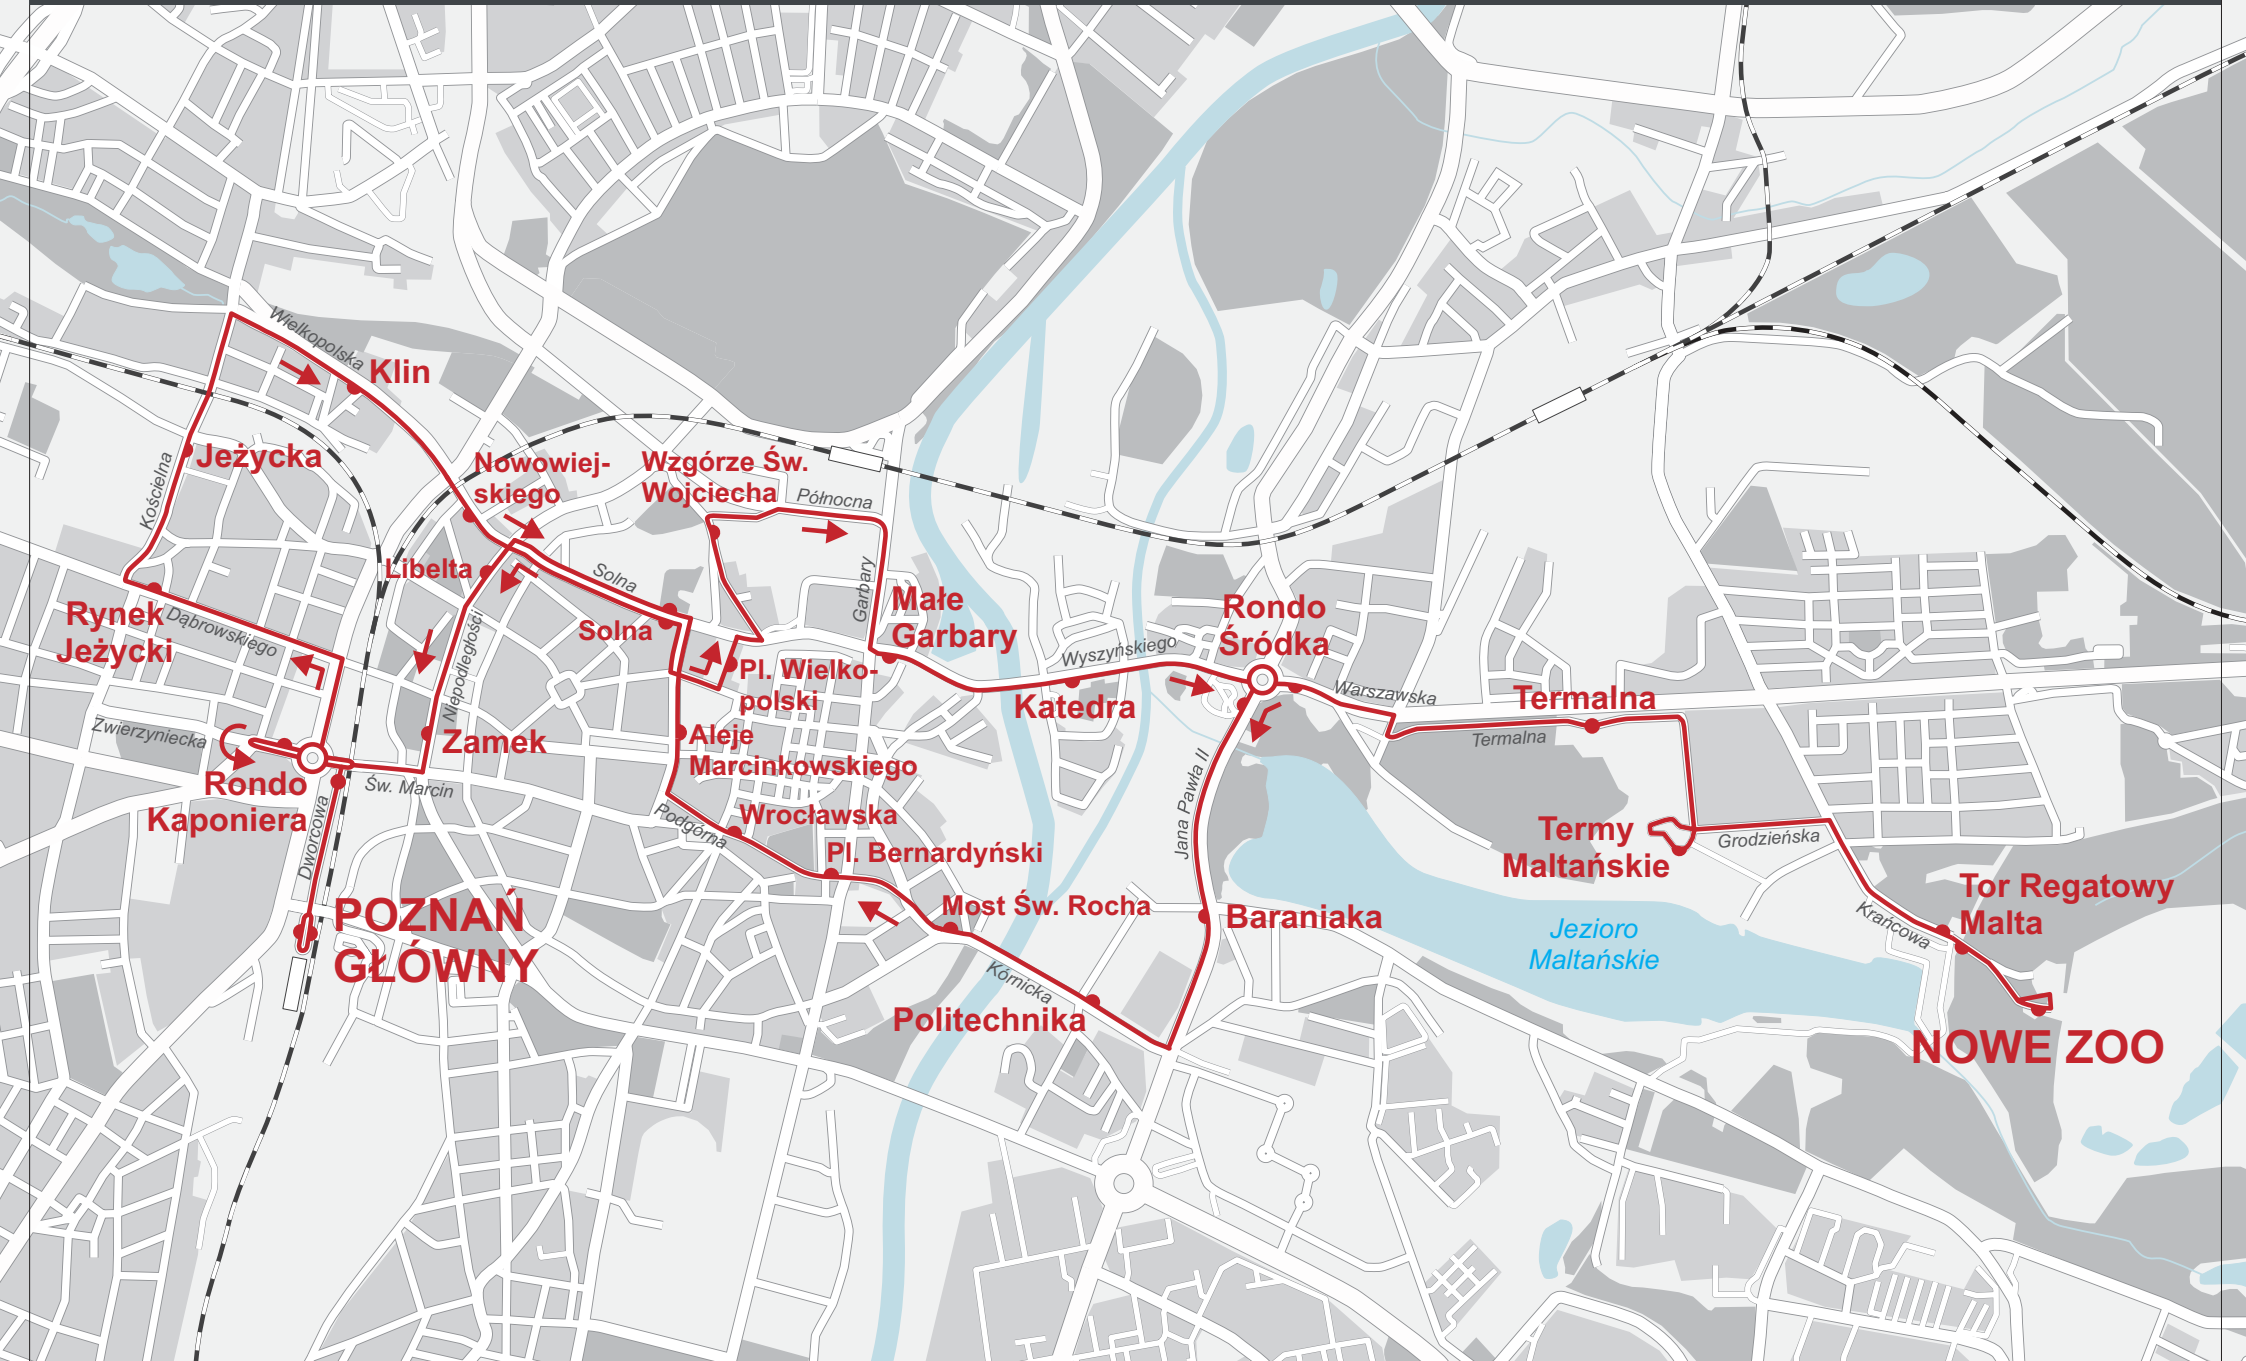 Wielkopolska
Klin
Jeżycka
Kościelna
Nowowiej-
skiego
Wzgórze Św.
Wojciecha
Północna
Libelta
Solna
Solna
Garbary
Małe
Garbary
Rynek
Jeżycki
Dąbrowskiego
Niepodległości
Pl. Wielko-
polski
Wyszyńskiego
Katedra
Rondo
Śródka
Warszawska
Termalna
Termalna
Zwierzyniecka
Zamek
Aleje
Marcinkowskiego
Rondo
Kaponiera
Św. Marcin
Dworcowa
Podgórna
Wrocławska
Pl. Bernardyński
Jana Pawła II
Termy
Maltańskie
Grodzieńska
Tor Regatowy
Malta
Krańcowa
POZNAŃ
GŁÓWNY
Most Św. Rocha
Baraniaka
Jezioro
Maltańskie
Kórnicka
Politechnika
NOWE ZOO